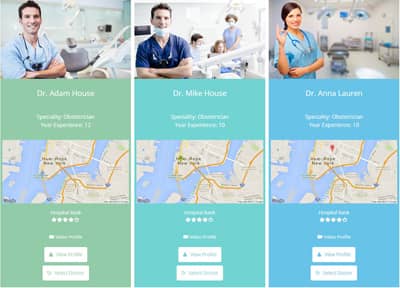 Dr. Adam House
Speciality: Obstetrician
Year Experience: 12
New York
Hospital Rank
Video Profile
View Profile
Select Doctor
Dr. Mike House
Speciality: Obstetrician
Year Experience: 10
New York
Hospital Rank
Video Profile
View Profile
Select Doctor
Dr. Anna Lauren
Speciality: Obstetrician
Year Experience: 10
New York
Hospital Rank
Video Profile
View Profile
Select Doctor